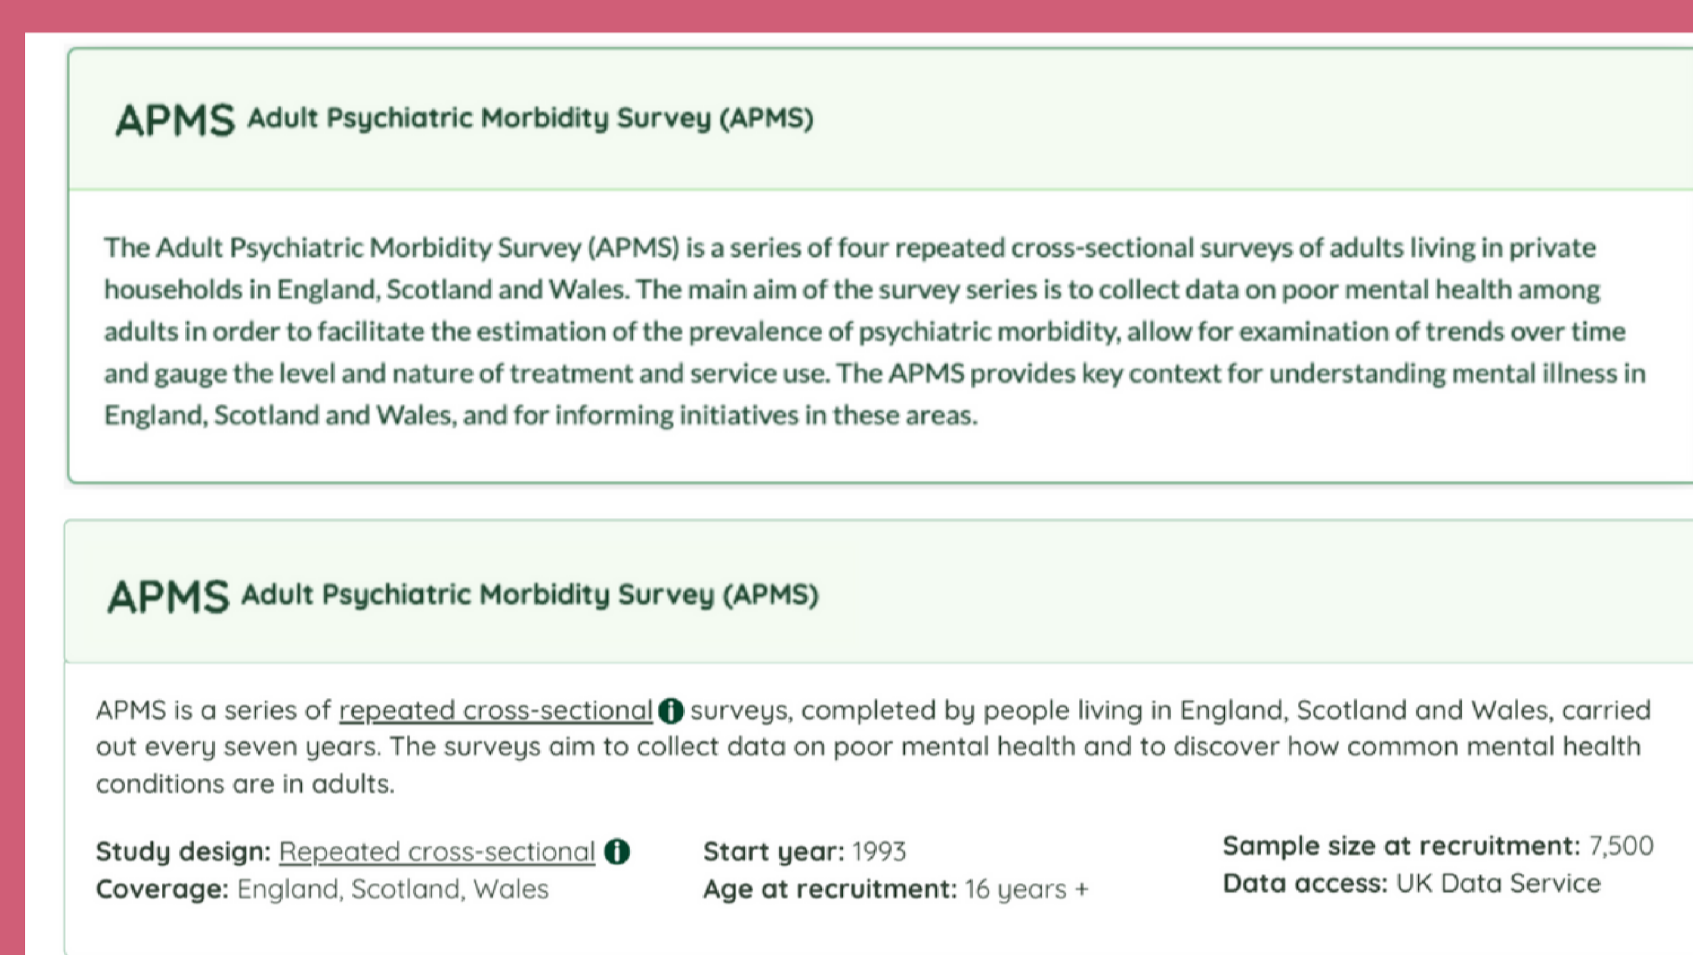 APMS Adult Psychiatric Morbidity Survey (APMS)
The Adult Psychiatric Morbidity Survey (APMS) is a series of four repeated cross-sectional surveys of adults living in private
households in England, Scotland and Wales. The main aim of the survey series is to collect data on poor mental health among
adults in order to facilitate the estimation of the prevalence of psychiatric morbidity, allow for examination of trends over time
and gauge the level and nature of treatment and service use. The APMS provides key context for understanding mental illness in
England, Scotland and Wales, and for informing initiatives in these areas.
APMS Adult Psychiatric Morbidity Survey (APMS)
APMS is a series of repeated cross-sectional i surveys, completed by people living in England, Scotland and Wales, carried
out every seven years. The surveys aim to collect data on poor mental health and to discover how common mental health
conditions are in adults.
Study design: Repeated cross-sectional i
Coverage: England, Scotland, Wales
Start year: 1993
Age at recruitment: 16 years +
Sample size at recruitment: 7,500
Data access: UK Data Service